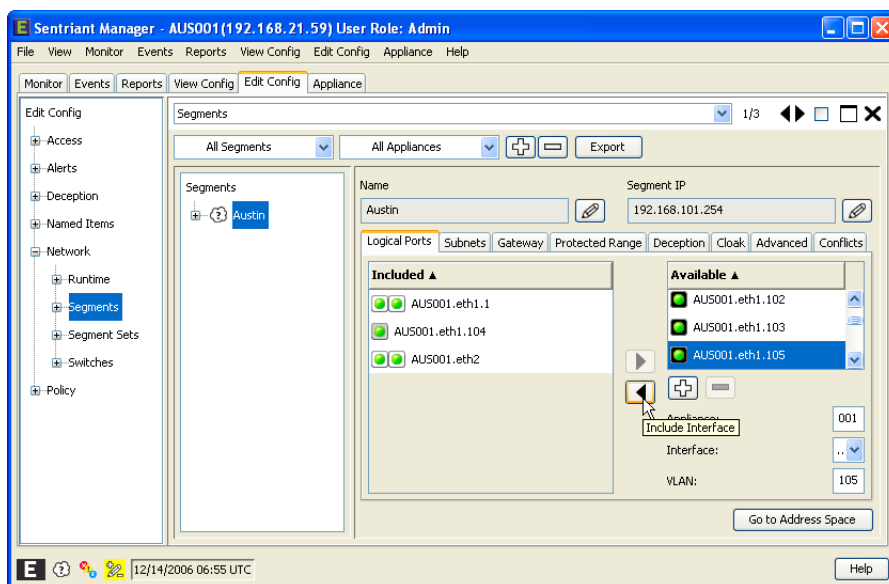 E Sentriant Manager - AUS001(192.168.21.59) User Role: Admin
File View Monitor Events Reports View Config Edit Config Appliance Help
Monitor Events Reports View Config Edit Config Appliance
Edit Config
Access
Alerts
Deception
Named Items
Network
Runtime
Segments
Segment Sets
Switches
Policy
Segments 1/3
All Segments All Appliances Export
Segments
Austin
Name Segment IP
Austin 192.168.101.254
Logical Ports Subnets Gateway Protected Range Deception Cloak Advanced Conflicts
Included ▲
AUS001.eth1.1
AUS001.eth1.104
AUS001.eth2
Available ▲
AUS001.eth1.102
AUS001.eth1.103
AUS001.eth1.105
001
Include Interface
Interface: ..
VLAN: 105
Go to Address Space
E 12/14/2006 06:55 UTC Help